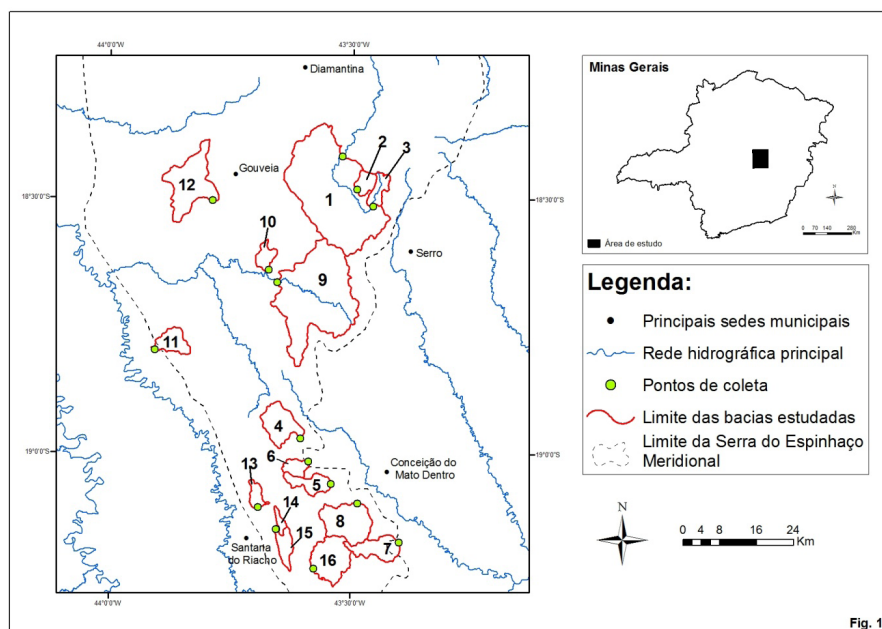 44°0'0"W
43°30'0"W
Diamantina
2
3
Gouveia
12
1
18°30'0"S
18°30'0"S
10
Serro
9
11
4
19°0'0"S
19°0'0"S
6
Conceição do
Mato Dentro
13
5
14
8
15
7
Santana
do Riacho
16
44°0'0"W
43°30'0"W
Minas Gerais
N
Área de estudo
0 70 140 280
Km
Legenda:
Principais sedes municipais
Rede hidrográfica principal
Pontos de coleta
Limite das bacias estudadas
Limite da Serra do Espinhaço
Meridional
N
0 4 8 16 24
Km
Fig. 1